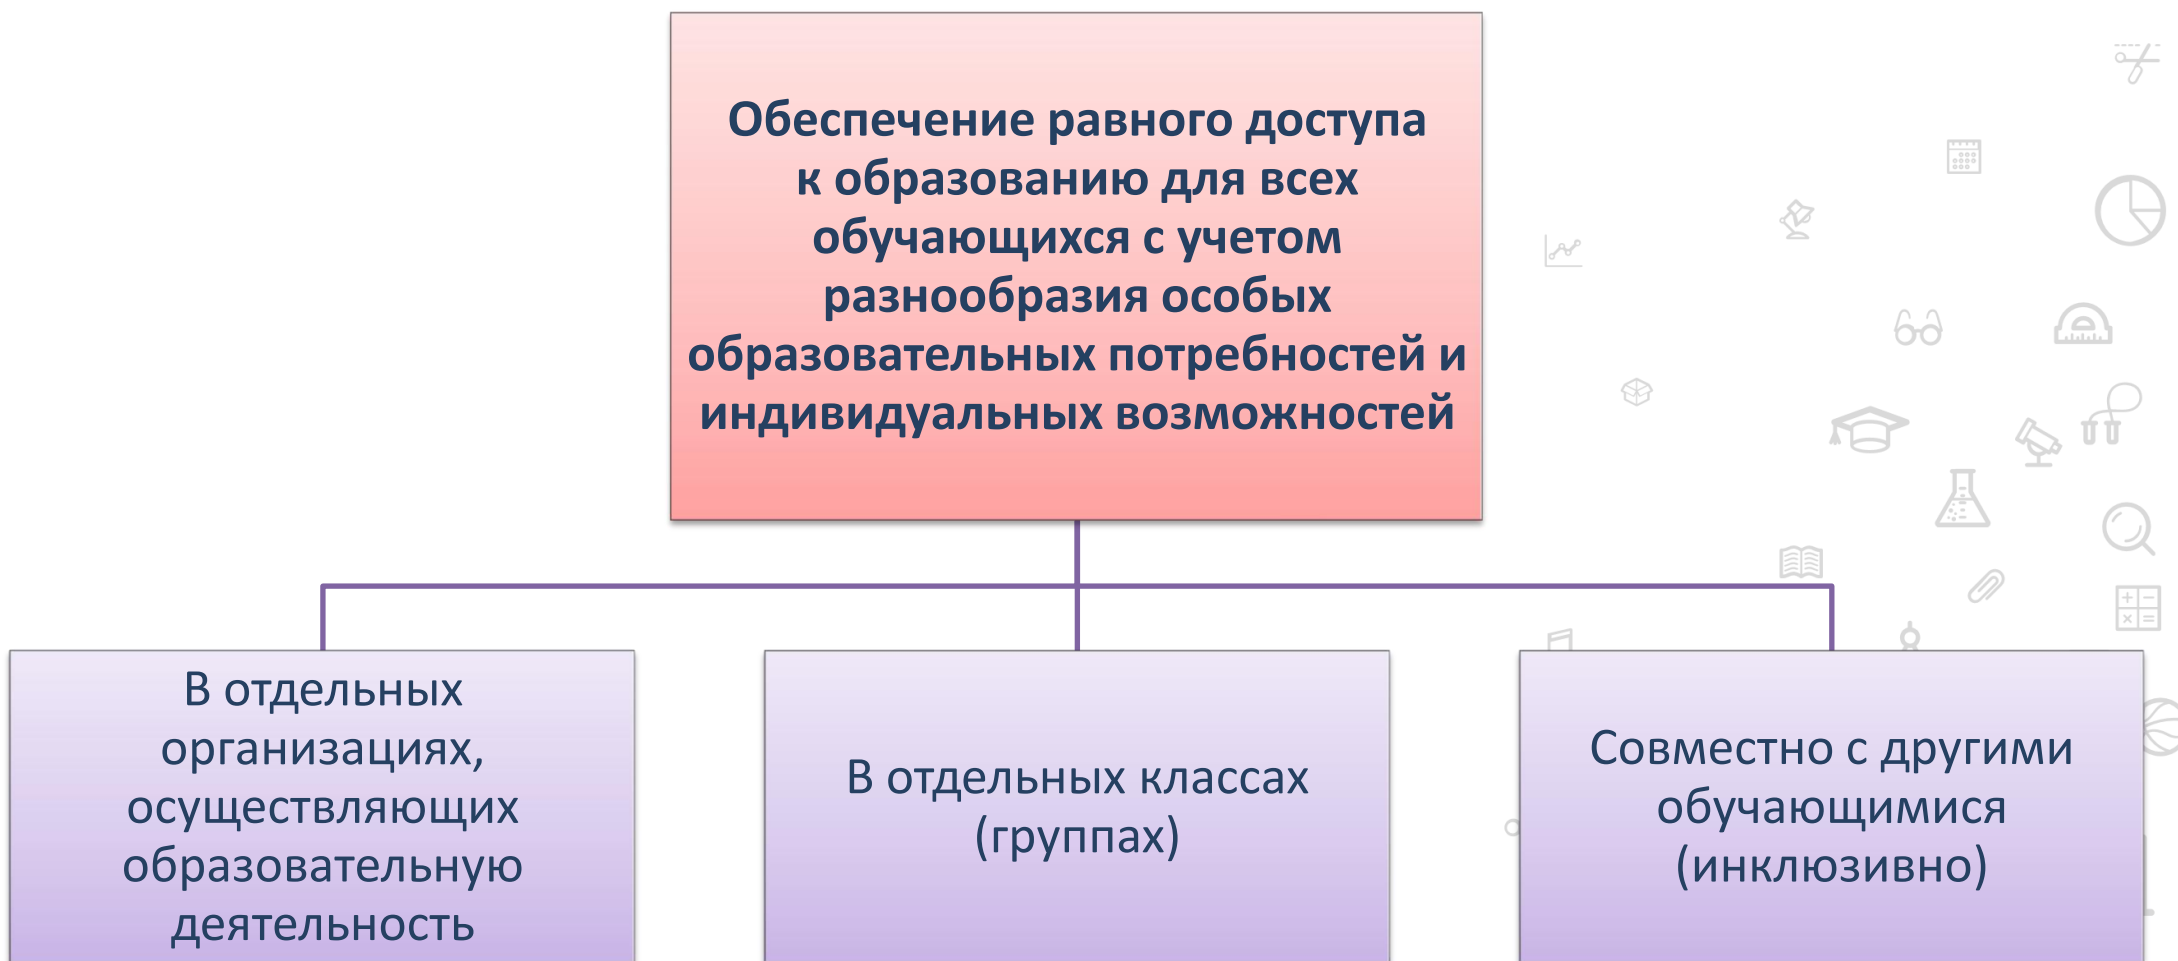 Обеспечение равного доступа
к образованию для всех
обучающихся с учетом
разнообразия особых
образовательных потребностей и
индивидуальных возможностей
В отдельных
организациях,
осуществляющих
образовательную
деятельность
В отдельных классах
(группах)
Совместно с другими
обучающимися
(инклюзивно)